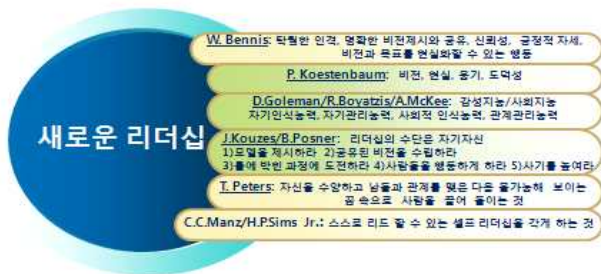 새로운 리더십
W. Bennis: 탁월한 인격, 명확한 비전제시와 공유, 신뢰성, 긍정적 자세,
비전과 목표를 현실화할 수 있는 행동
P. Koestenbaum: 비전, 현실, 용기, 도덕성
D.Goleman/R.Boyatzis/A.McKee: 감성지능/사회지능
자기인식능력, 자기관리능력, 사회적 인식능력, 관계관리능력
J.Kouzes/B.Posner: 리더십의 수단은 자기자신
1)모델을 제시하라 2)공유된 비전을 수립하라
3)틀에 박힌 과정에 도전하라 4)사람들을 행동하게 하라 5)사기를 높여라
T. Peters: 자신을 수양하고 남들과 관계를 맺은 다음 불가능해 보이는
꿈 속으로 사람을 끌어 들이는 것
C.C.Manz/H.P.Sims Jr.: 스스로 리드 할 수 있는 셀프 리더십을 갖게 하는 것